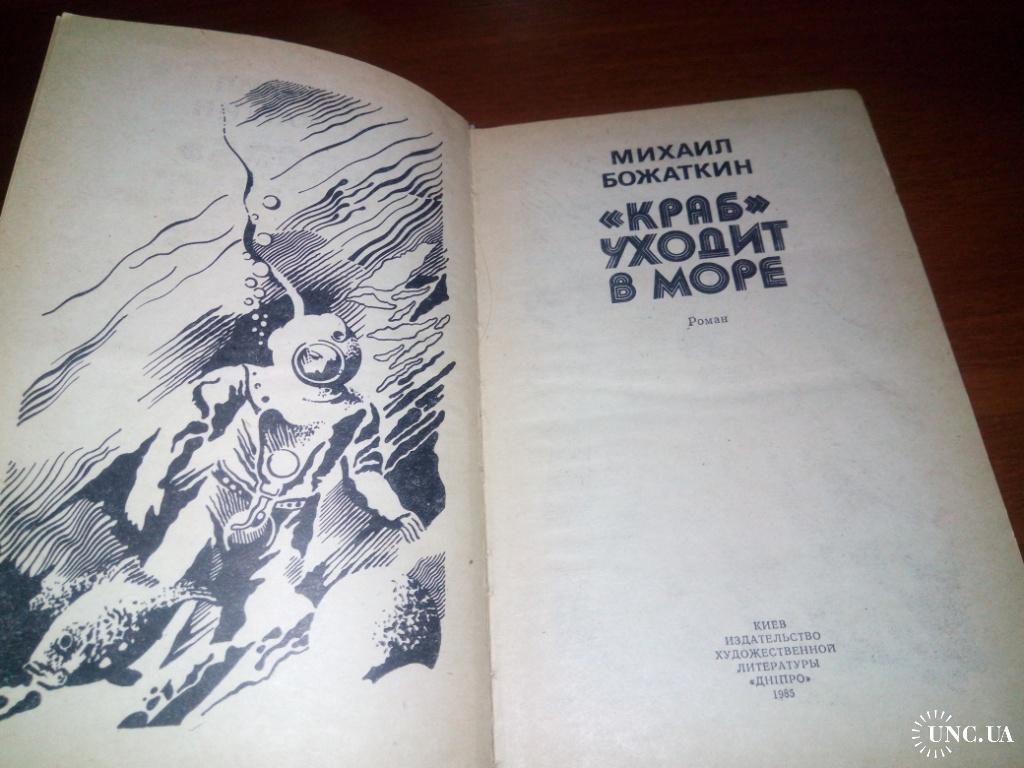 МИХАИЛ
БОЖАТКИН
«КРАБ»
УХОДИТ
В МОРЕ
Роман
КИЕВ
ИЗДАТЕЛЬСТВО
ХУДОЖЕСТВЕННОЙ
ЛИТЕРАТУРЫ
«ДНІПРО»
1985
UNC.UA